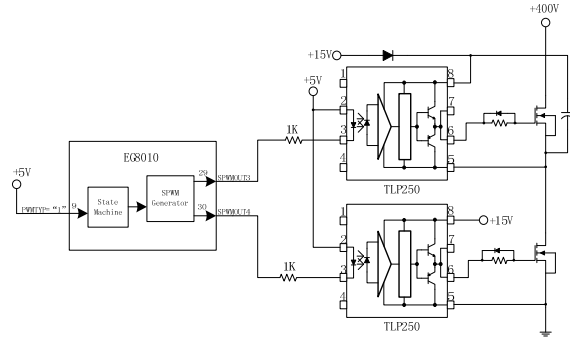 +400V
+15V
+5V
1
2
3
4
8
7
6
5
TLP250
1K
EG8010
+5V
PWMTYP= "1"
9
State
Machine
SPWM
Gemerator
29
SPWMOUT3
30
SPWMOUT4
1K
+15V
1
2
3
4
8
7
6
5
TLP250